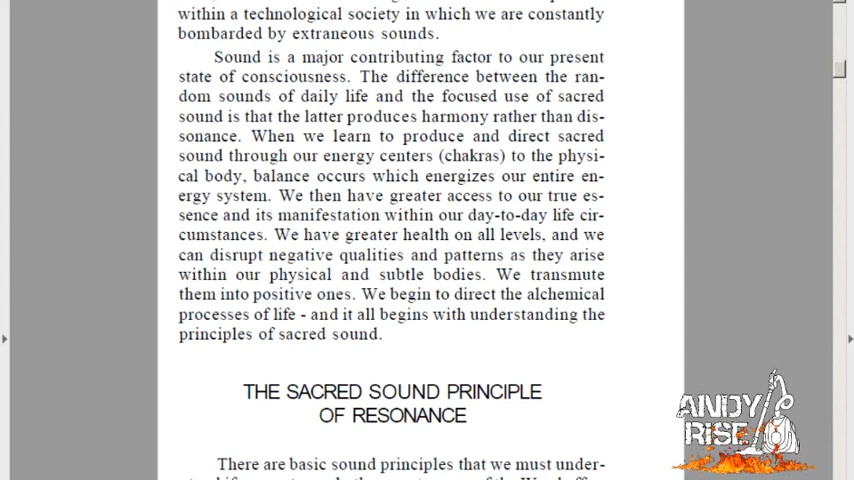 within a technological society in which we are constantly
bombarded by extraneous sounds.
Sound is a major contributing factor to our present
state of consciousness. The difference between the ran-
dom sounds of daily life and the focused use of sacred
sound is that the latter produces harmony rather than dis-
sonance. When we learn to produce and direct sacred
sound through our energy centers (chakras) to the physi-
cal body, balance occurs which energizes our entire en-
ergy system. We then have greater access to our true es-
sence and its manifestation within our day-to-day life cir-
cumstances. We have greater health on all levels, and we
can disrupt negative qualities and patterns as they arise
within our physical and subtle bodies. We transmute
them into positive ones. We begin to direct the alchemical
processes of life - and it all begins with understanding the
principles of sacred sound.
THE SACRED SOUND PRINCIPLE
OF RESONANCE
There are basic sound principles that we must under-
ANDY
RISE